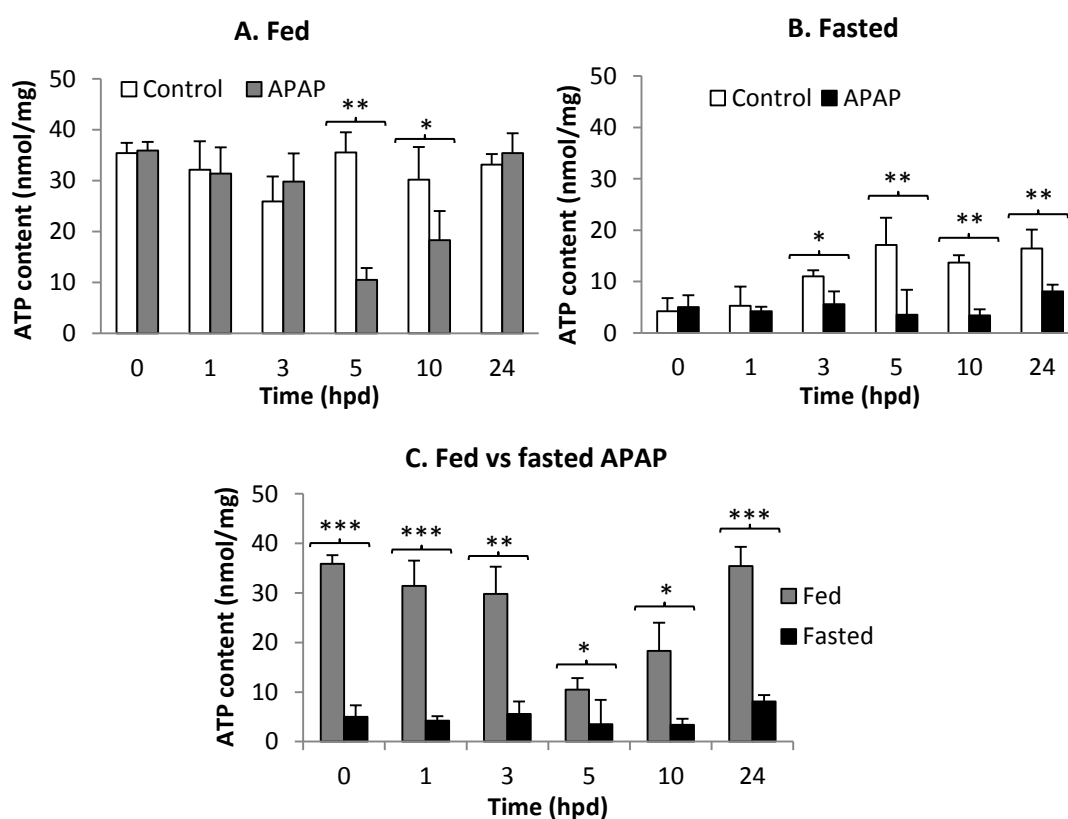 A. Fed
ATP content (nmol/mg)
50
40
30
20
10
0
Control APAP
**
*
0 1 3 5 10 24
Time (hpd)
B. Fasted
ATP content (nmol/mg)
50
40
30
20
10
0
Control APAP
*
**
**
**
0 1 3 5 10 24
Time (hpd)
C. Fed vs fasted APAP
ATP content (nmol/mg)
50
40
30
20
10
0
***
***
**
*
*
***
Fed
Fasted
0 1 3 5 10 24
Time (hpd)